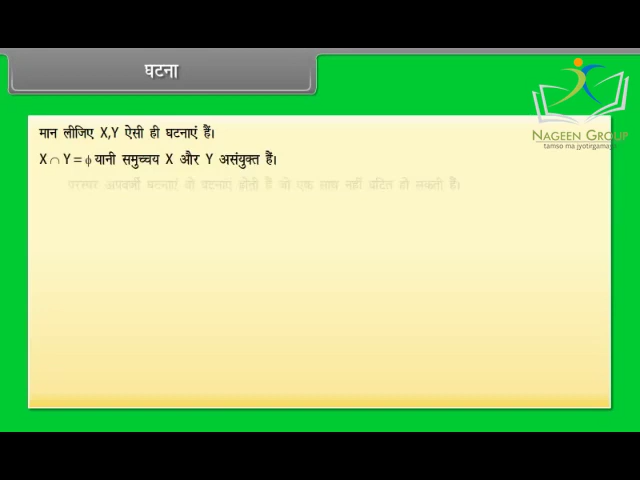 घटना
NAGEEN GROUP
tamso ma jyotirgamaya
मान लीजिए X,Y ऐसी ही घटनाएं हैं।
X ∩ Y = ϕ यानी समुच्चय X और Y असंयुक्त हैं।
परस्पर अपवर्जी घटनाएं वो घटनाएं होती हैं जो एक साथ नहीं घटित हो सकती हैं।